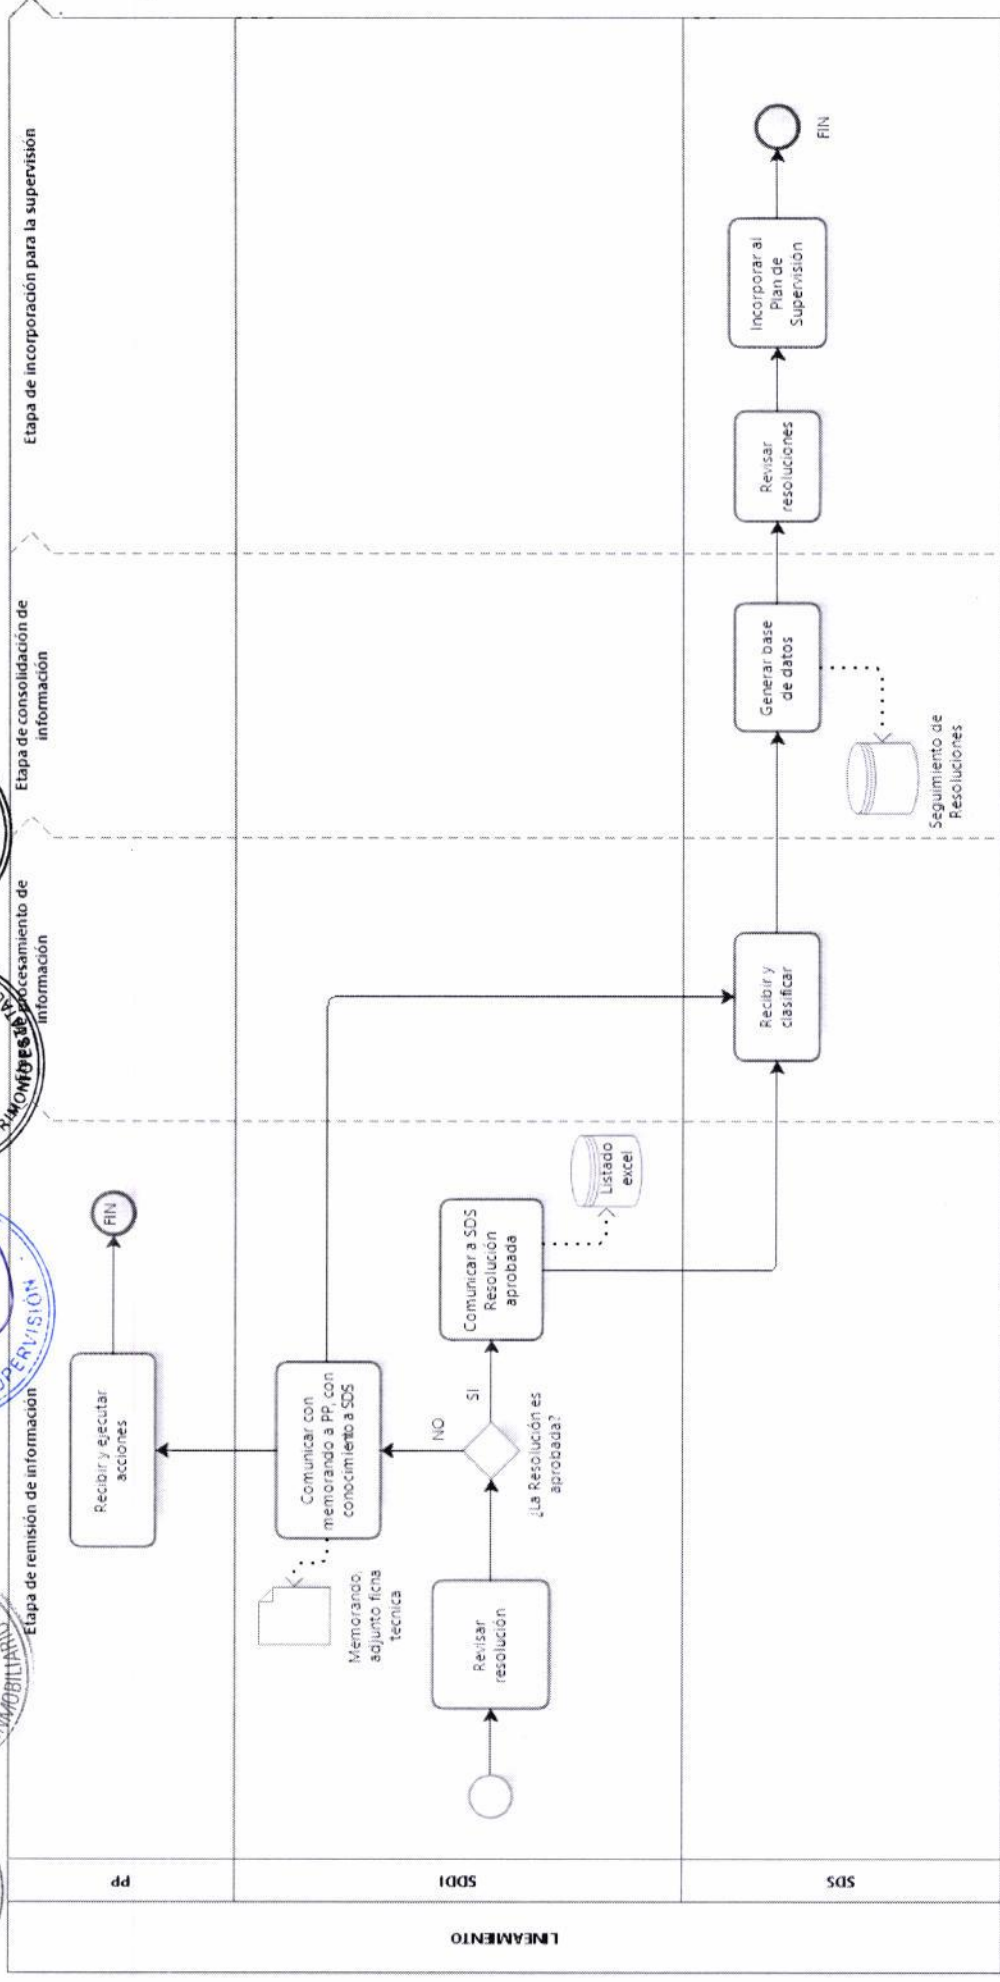 LINEAMIENTO
PP
SDDI
SDS
Etapa de remisión de información
procesamiento de
información
Etapa de consolidación de
información
Etapa de incorporación para la supervisión
Recibir y ejecutar
acciones
FIN
Memorando,
adjunto ficha
tecnica
Comunicar con
memorando a PP, con
conocimiento a SDS
NO
SI
Revisar
resolución
¿La Resolución es
aprobada?
Comunicar a SDS
Resolución
aprobada
Listado
excel
Recibir y
clasificar
Generar base
de datos
Seguimiento de
Resoluciones
Revisar
resoluciones
Incorporar al
Plan de
Supervisión
FIN